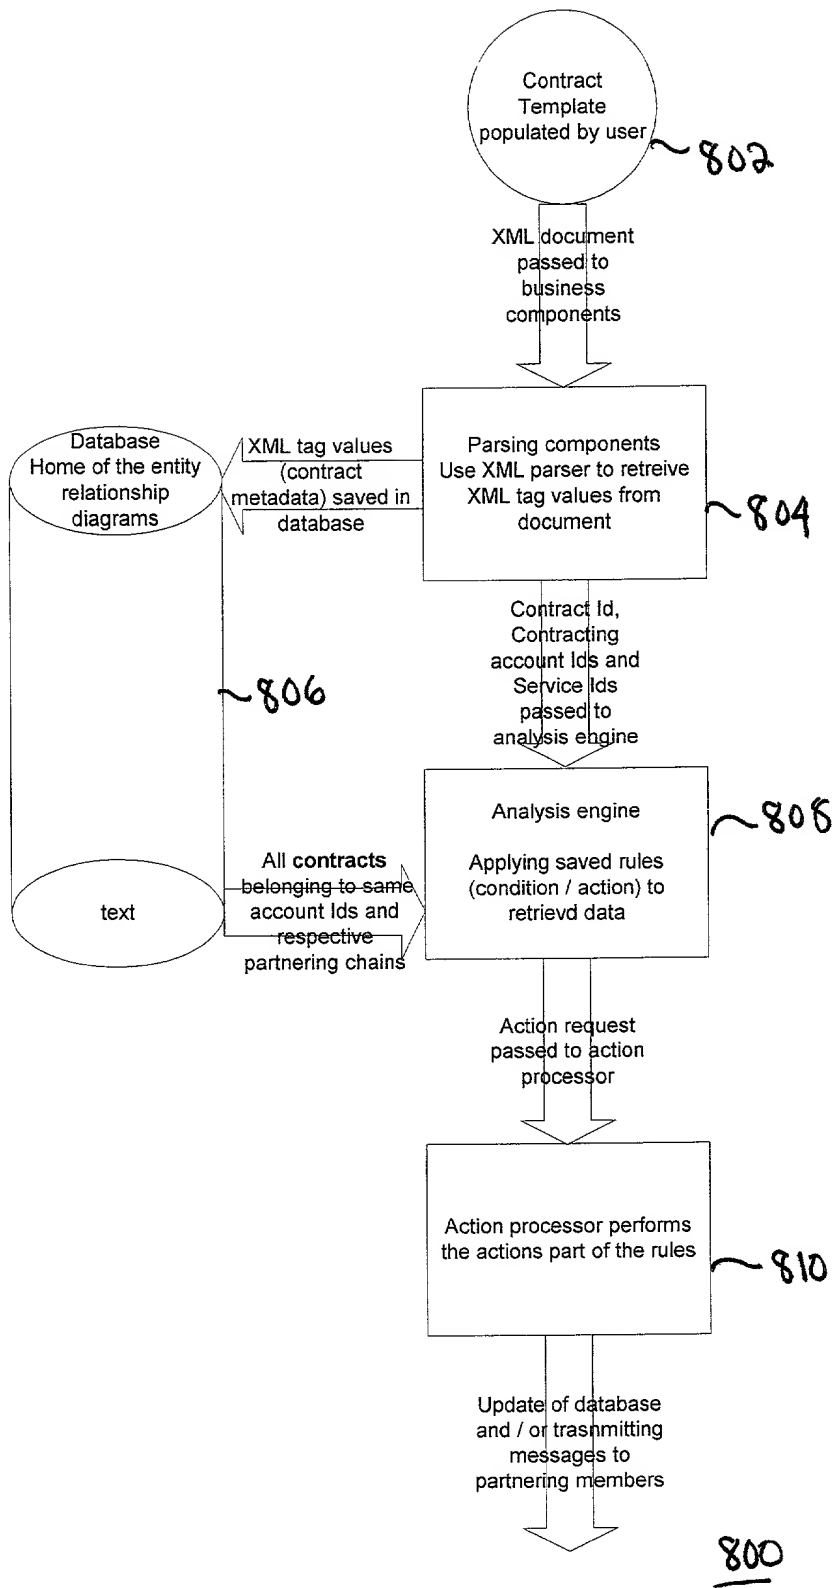 Contract
Template
populated by user
802
XML document
passed to
business
components
Database
Home of the entity
relationship
diagrams
XML tag values
(contract
metadata) saved in
database
Parsing components
Use XML parser to retreive
XML tag values from
document
804
Contract Id,
Contracting
account Ids and
Service Ids
passed to
analysis engine
806
Analysis engine
Applying saved rules
(condition / action) to
retrievd data
808
text
All contracts
belonging to same
account Ids and
respective
partnering chains
Action request
passed to action
processor
Action processor performs
the actions part of the rules
810
Update of database
and / or trasnmitting
messages to
partnering members
800